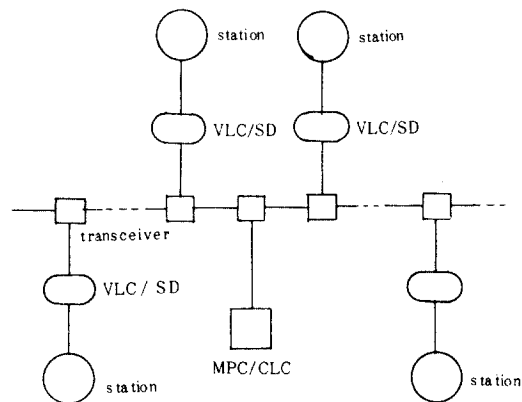 station
station
VLC/SD
VLC/SD
transceiver
VLC / SD
MPC/CLC
station
station